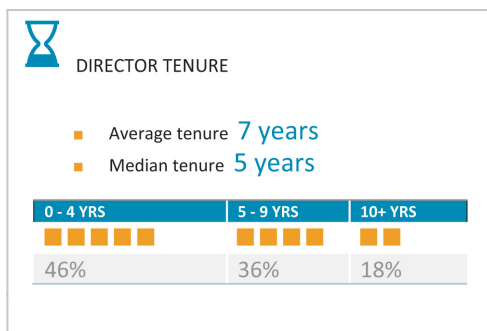 DIRECTOR TENURE
Average tenure 7 years
Median tenure 5 years
0 - 4 YRS 5 - 9 YRS 10+ YRS
46% 36% 18%